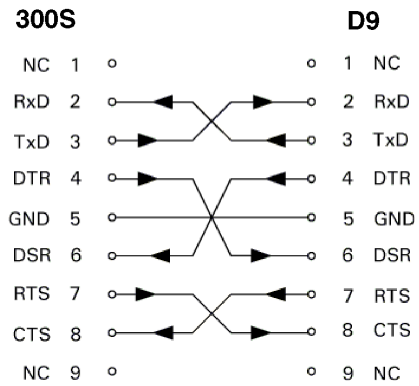 300S D9
NC 1 1 NC
RxD 2 2 RxD
TxD 3 3 TxD
DTR 4 4 DTR
GND 5 5 GND
DSR 6 6 DSR
RTS 7 7 RTS
CTS 8 8 CTS
NC 9 9 NC